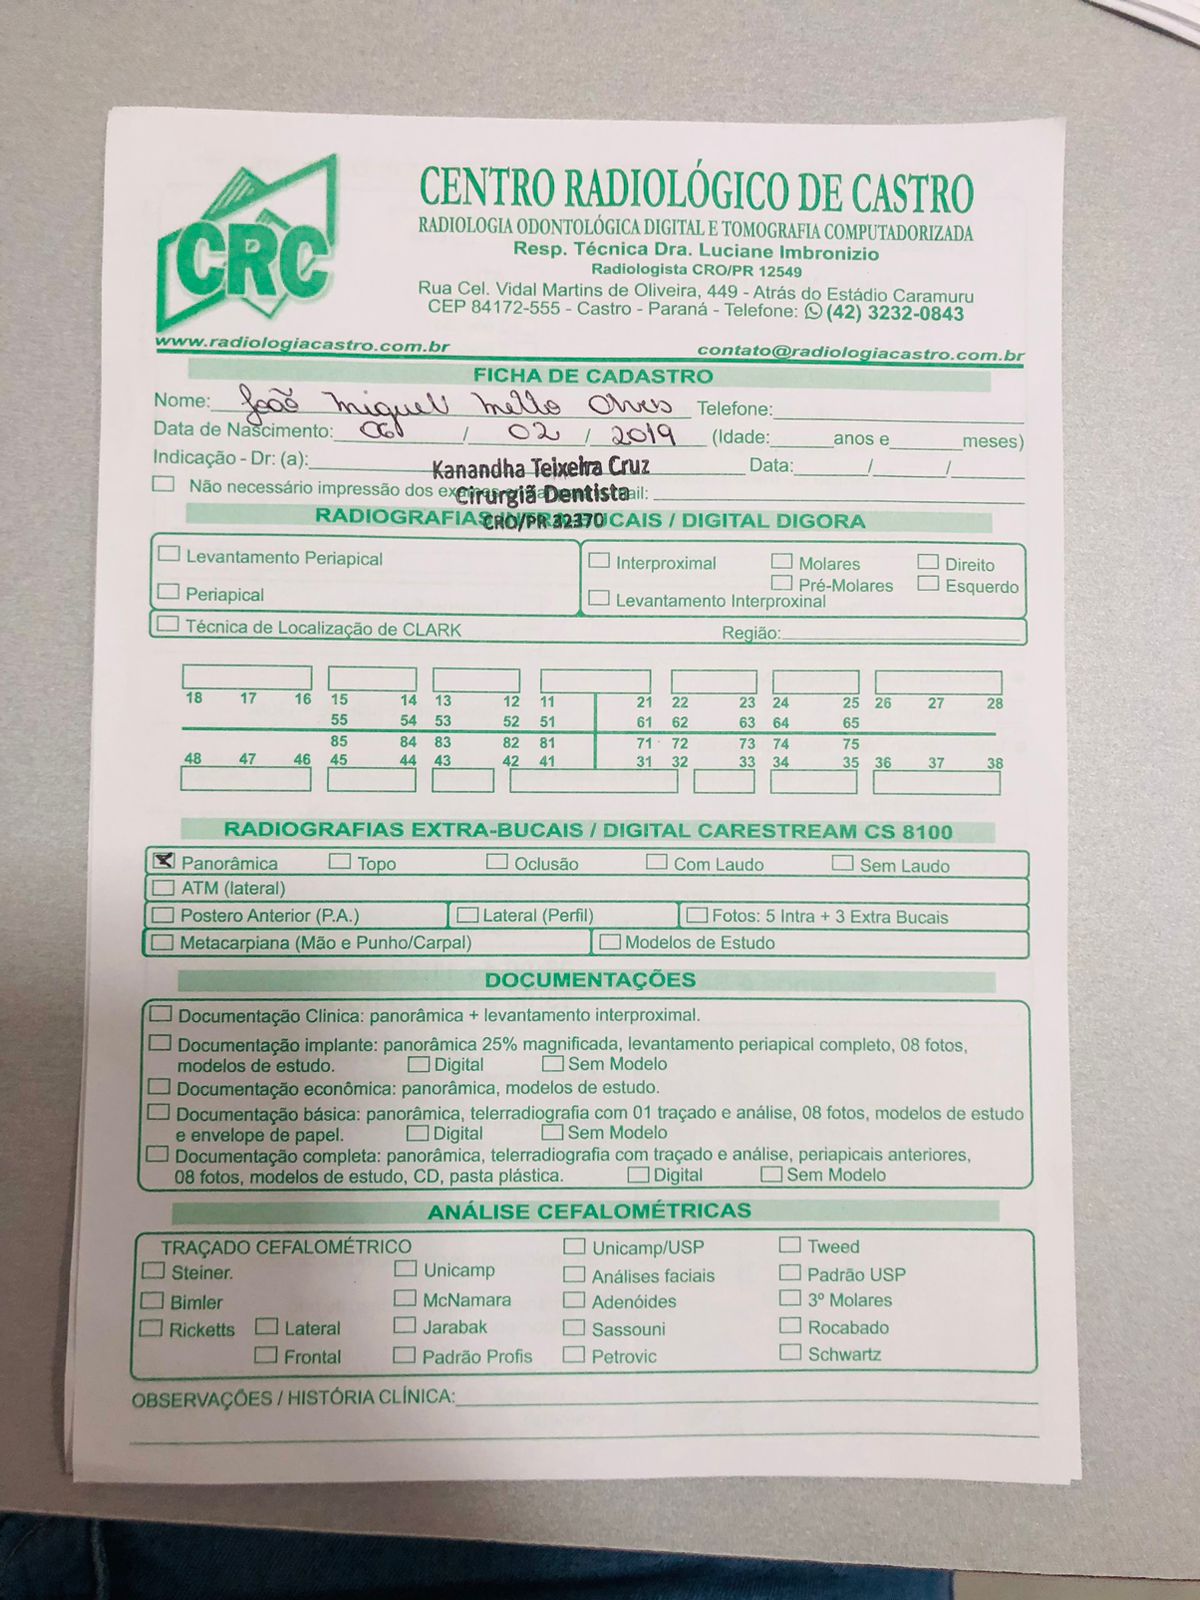 CRC
CENTRO RADIOLÓGICO DE CASTRO
RADIOLOGIA ODONTOLÓGICA DIGITAL E TOMOGRAFIA COMPUTADORIZADA
Resp. Técnica Dra. Luciane Imbronizio
Radiologista CRO/PR 12549
Rua Cel. Vidal Martins de Oliveira, 449 - Atrás do Estádio Caramuru
CEP 84172-555 - Castro - Paraná - Telefone: (42) 3232-0843
www.radiologiacastro.com.br contato@radiologiacastro.com.br
FICHA DE CADASTRO
Nome: João Miguel Mello Alves Telefone:
Data de Nascimento: 06 / 02 / 2019 (Idade: anos e meses)
Indicação - Dr: (a): Kanandha Teixeira Cruz Data: / /
Não necessário impressão dos ail:
Cirurgiã Dentista
CRO/PR 32370
RADIOGRAFIAS BUCAIS / DIGITAL DIGORA
Levantamento Periapical Interproximal Molares Direito
Periapical Pré-Molares Esquerdo
Levantamento Interproxinal
Técnica de Localização de CLARK Região:
18 17 16 15 14 13 12 11 21 22 23 24 25 26 27 28
55 54 53 52 51 61 62 63 64 65
85 84 83 82 81 71 72 73 74 75
48 47 46 45 44 43 42 41 31 32 33 34 35 36 37 38
RADIOGRAFIAS EXTRA-BUCAIS / DIGITAL CARESTREAM CS 8100
Panorâmica Topo Oclusão Com Laudo Sem Laudo
ATM (lateral)
Postero Anterior (P.A.) Lateral (Perfil) Fotos: 5 Intra + 3 Extra Bucais
Metacarpiana (Mão e Punho/Carpal) Modelos de Estudo
DOCUMENTAÇÕES
Documentação Clinica: panorâmica + levantamento interproximal.
Documentação implante: panorâmica 25% magnificada, levantamento periapical completo, 08 fotos,
modelos de estudo. Digital Sem Modelo
Documentação econômica: panorâmica, modelos de estudo.
Documentação básica: panorâmica, telerradiografia com 01 traçado e análise, 08 fotos, modelos de estudo
e envelope de papel. Digital Sem Modelo
Documentação completa: panorâmica, telerradiografia com traçado e análise, periapicais anteriores,
08 fotos, modelos de estudo, CD, pasta plástica. Digital Sem Modelo
ANÁLISE CEFALOMÉTRICAS
TRAÇADO CEFALOMÉTRICO Unicamp/USP Tweed
Steiner. Unicamp Análises faciais Padrão USP
Bimler McNamara Adenóides 3º Molares
Ricketts Lateral Jarabak Sassouni Rocabado
Frontal Padrão Profis Petrovic Schwartz
OBSERVAÇÕES / HISTÓRIA CLÍNICA: